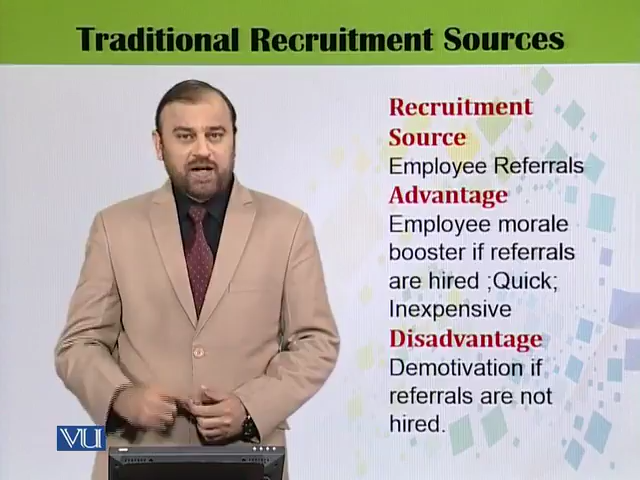 Traditional Recruitment Sources
Recruitment
Source
Employee Referrals
Advantage
Employee morale
booster if referrals
are hired ;Quick;
Inexpensive
Disadvantage
Demotivation if
referrals are not
hired.
VU